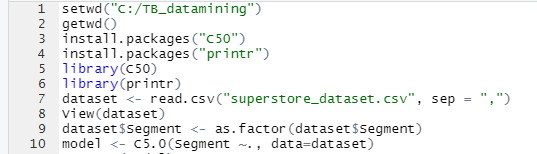 1 setwd("C:/TB_datamining")
2 getwd()
3 install.packages("C50")
4 install.packages("printr")
5 library(C50)
6 library(printr)
7 dataset <- read.csv("superstore_dataset.csv", sep = ",")
8 View(dataset)
9 dataset$Segment <- as.factor(dataset$Segment)
10 model <- C5.0(Segment ~., data=dataset)